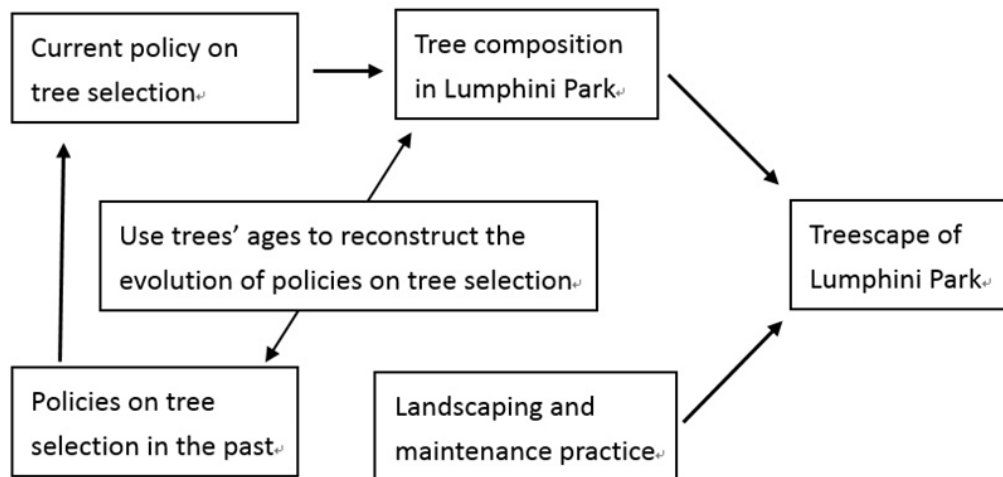 Current policy on
tree selection
Tree composition
in Lumphini Park
Use trees’ ages to reconstruct the
evolution of policies on tree selection
Treescape of
Lumphini Park
Policies on tree
selection in the past
Landscaping and
maintenance practice